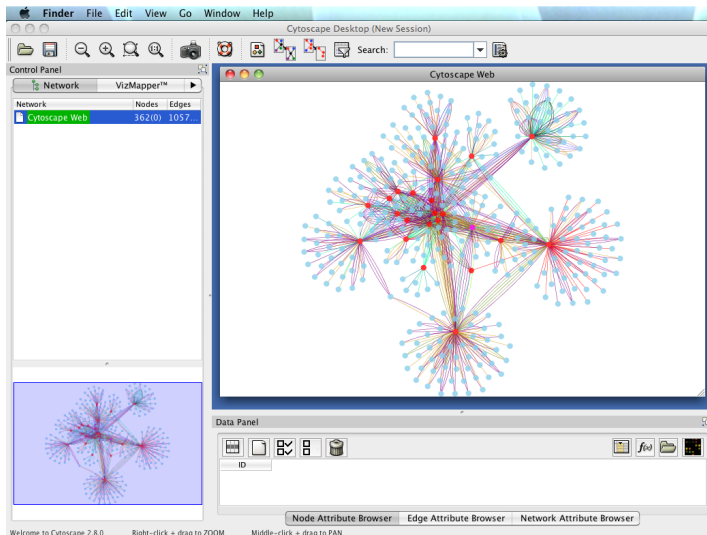 Finder File Edit View Go Window Help
Cytoscape Desktop (New Session)
Search:
Control Panel
Network VizMapper™
Network Nodes Edges
Cytoscape Web 362(0) 1057...
Cytoscape Web
Data Panel
f(x)
ID
Node Attribute Browser Edge Attribute Browser Network Attribute Browser
Welcome to Cytoscape 2.8.0 Right-click + drag to ZOOM Middle-click + drag to PAN